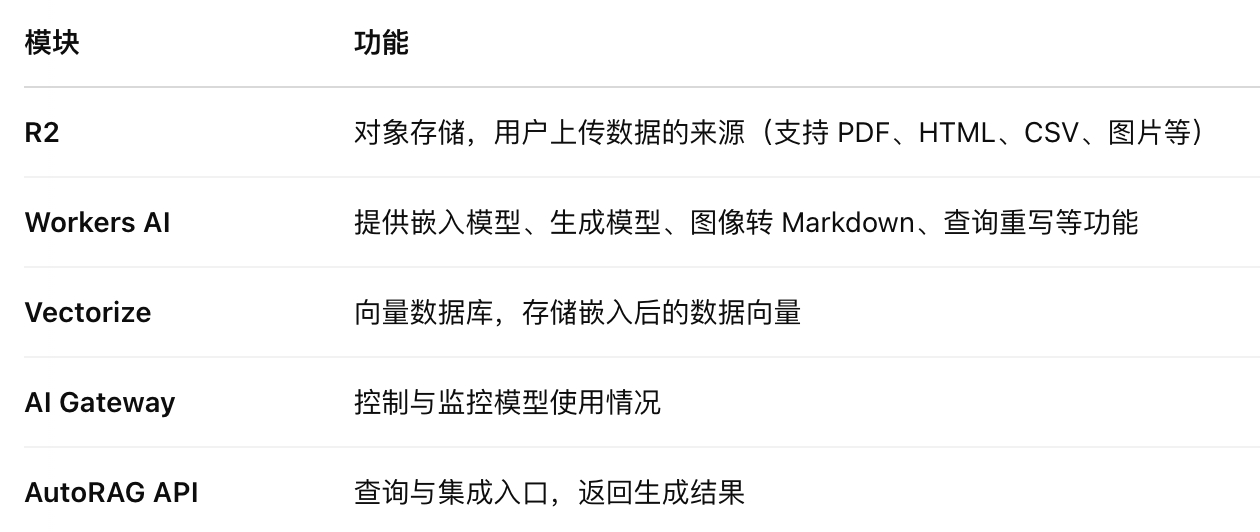 模块 功能
R2 对象存储，用户上传数据的来源（支持 PDF、HTML、CSV、图片等）
Workers AI 提供嵌入模型、生成模型、图像转 Markdown、查询重写等功能
Vectorize 向量数据库，存储嵌入后的数据向量
AI Gateway 控制与监控模型使用情况
AutoRAG API 查询与集成入口，返回生成结果